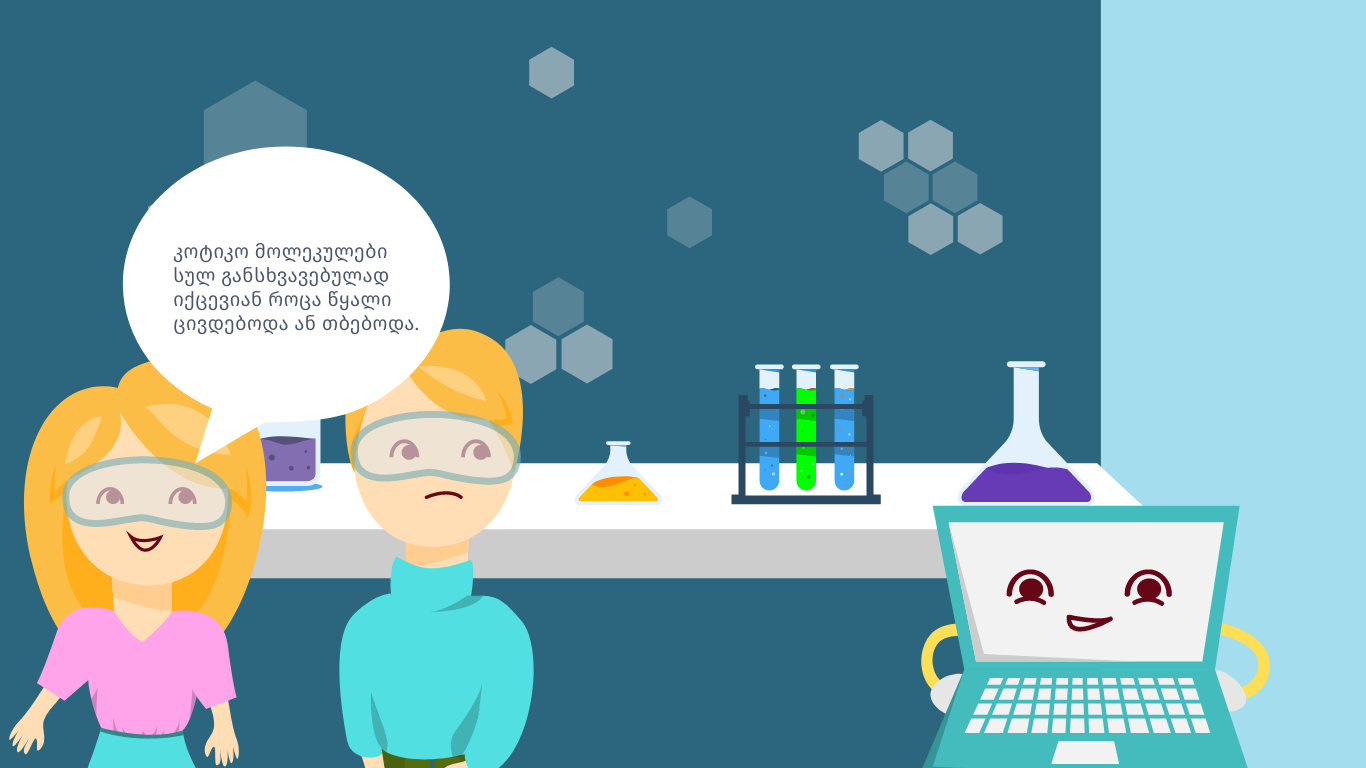 კოტიკო მოლეკულები
სულ განსხვავებულად
იქცევიან როცა წყალი
ცივდებოდა ან თბებოდა.